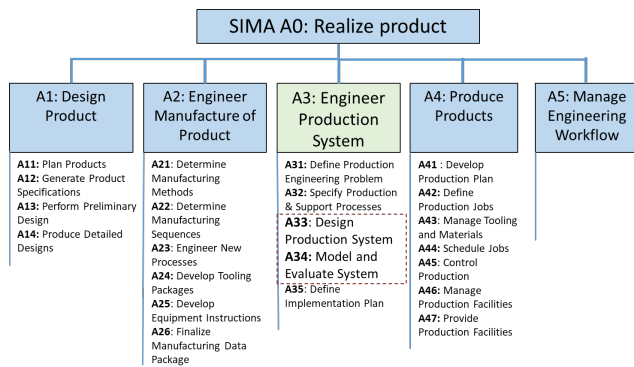 SIMA A0: Realize product
A1: Design
Product
A11: Plan Products
A12: Generate Product
Specifications
A13: Perform Preliminary
Design
A14: Produce Detailed
Designs
A2: Engineer
Manufacture of
Product
A21: Determine
Manufacturing
Methods
A22: Determine
Manufacturing
Sequences
A23: Engineer New
Processes
A24: Develop Tooling
Packages
A25: Develop
Equipment Instructions
A26: Finalize
Manufacturing Data
Package
A3: Engineer
Production
System
A31: Define Production
Engineering Problem
A32: Specify Production
& Support Processes
A33: Design
Production System
A34: Model and
Evaluate System
A35: Define
Implementation Plan
A4: Produce
Products
A41 : Develop
Production Plan
A42: Define
Production Jobs
A43: Manage Tooling
and Materials
A44: Schedule Jobs
A45: Control
Production
A46: Manage
Production Facilities
A47: Provide
Production Facilities
A5: Manage
Engineering
Workflow